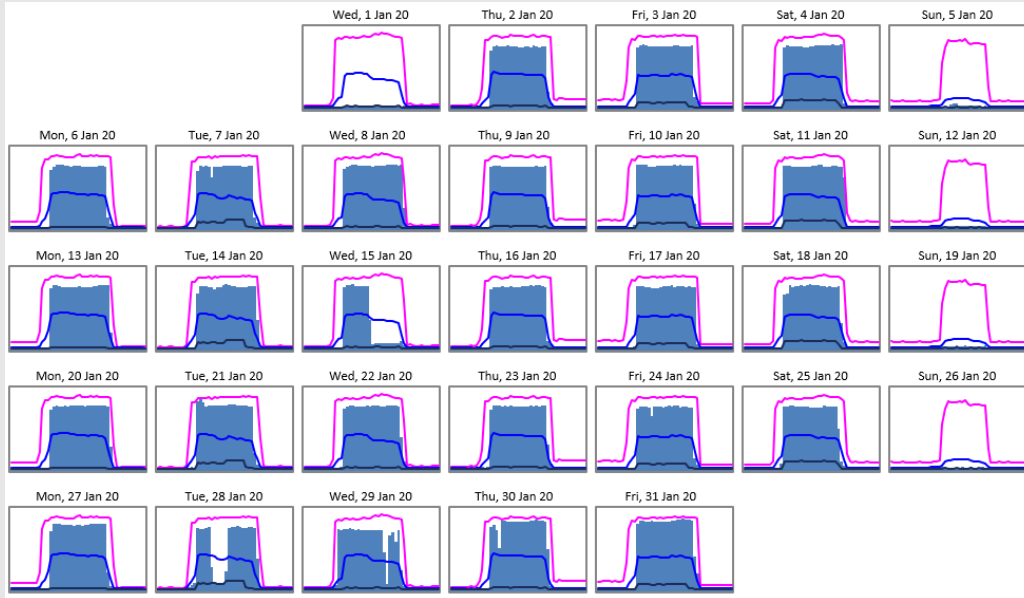 Wed, 1 Jan 20 Thu, 2 Jan 20 Fri, 3 Jan 20 Sat, 4 Jan 20 Sun, 5 Jan 20
Mon, 6 Jan 20 Tue, 7 Jan 20 Wed, 8 Jan 20 Thu, 9 Jan 20 Fri, 10 Jan 20 Sat, 11 Jan 20 Sun, 12 Jan 20
Mon, 13 Jan 20 Tue, 14 Jan 20 Wed, 15 Jan 20 Thu, 16 Jan 20 Fri, 17 Jan 20 Sat, 18 Jan 20 Sun, 19 Jan 20
Mon, 20 Jan 20 Tue, 21 Jan 20 Wed, 22 Jan 20 Thu, 23 Jan 20 Fri, 24 Jan 20 Sat, 25 Jan 20 Sun, 26 Jan 20
Mon, 27 Jan 20 Tue, 28 Jan 20 Wed, 29 Jan 20 Thu, 30 Jan 20 Fri, 31 Jan 20